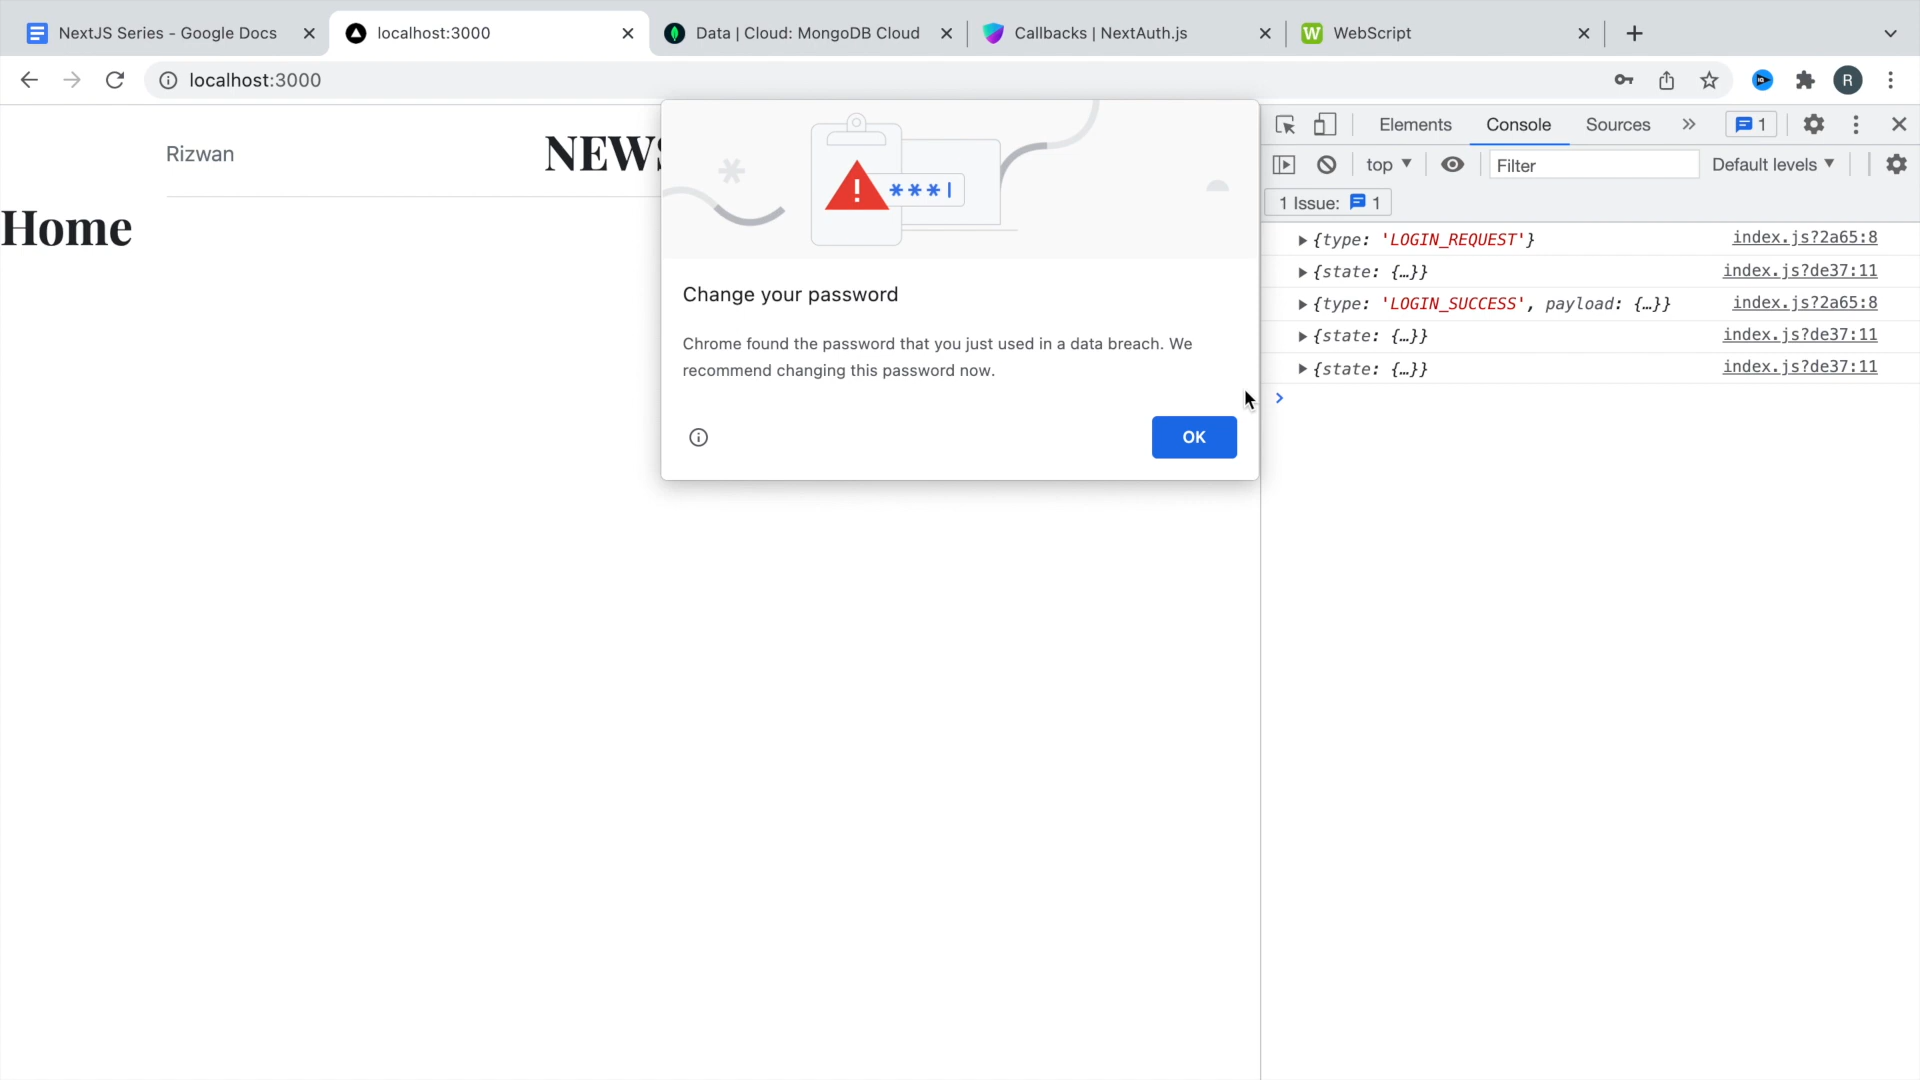 NextJS Series - Google Docs
localhost:3000
Data | Cloud: MongoDB Cloud
Callbacks | NextAuth.js
W WebScript
localhost:3000
R
Rizwan
NEWS
Home
! ***|
Change your password
Chrome found the password that you just used in a data breach. We
recommend changing this password now.
OK
Elements
Console
Sources
1
top
Filter
Default levels
1 Issue: 1
{type: 'LOGIN_REQUEST'} index.js?2a65:8
{state: {…}} index.js?de37:11
{type: 'LOGIN_SUCCESS', payload: {…}} index.js?2a65:8
{state: {…}} index.js?de37:11
{state: {…}} index.js?de37:11